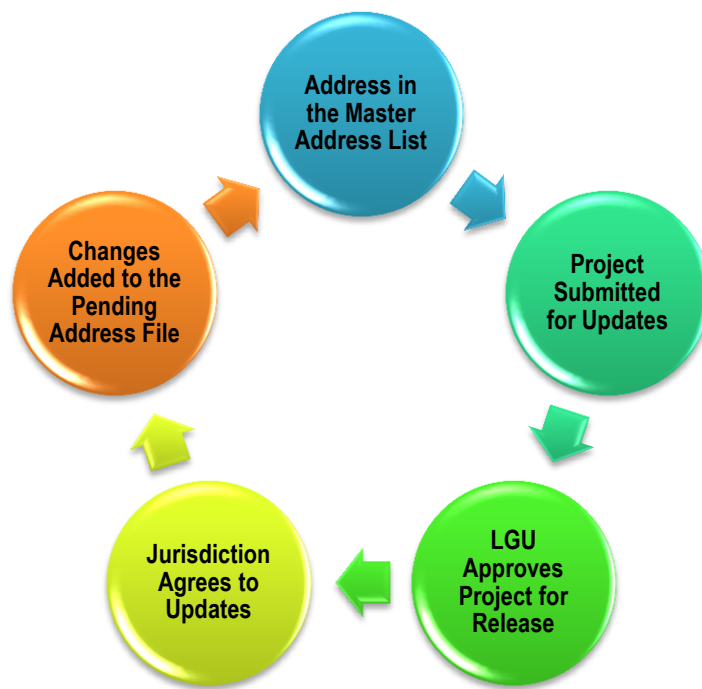 Address in
the Master
Address List
Project
Submitted
for Updates
LGU
Approves
Project for
Release
Jurisdiction
Agrees to
Updates
Changes
Added to the
Pending
Address File